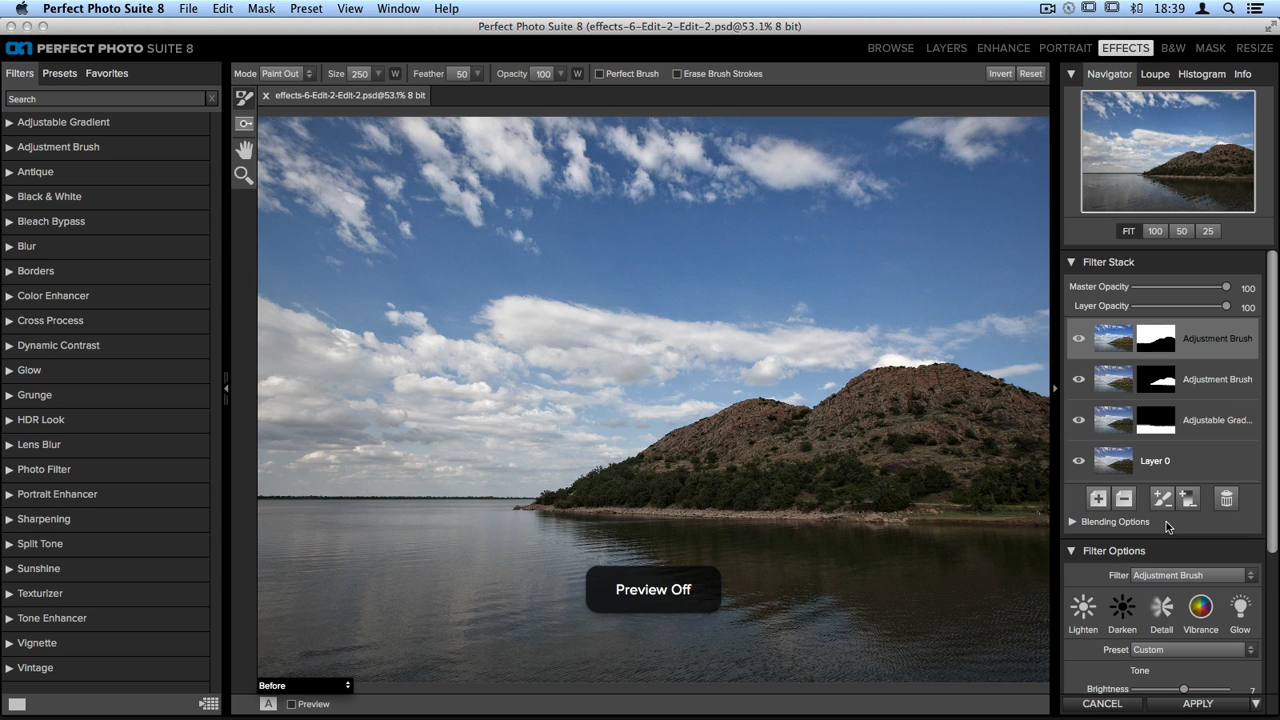 Perfect Photo Suite 8 File Edit Mask Preset View Window Help 18:39
Perfect Photo Suite 8 (effects-6-Edit-2-Edit-2.psd@53.1% 8 bit)
on PERFECT PHOTO SUITE 8 BROWSE LAYERS ENHANCE PORTRAIT EFFECTS B&W MASK RESIZE
Filters Presets Favorites
Mode Paint Out Size 250 W Feather 50 Opacity 100 W Perfect Brush Erase Brush Strokes Invert Reset
Navigator Loupe Histogram Info
Search X
X effects-6-Edit-2-Edit-2.psd@53.1% 8 bit
Adjustable Gradient
Adjustment Brush
Antique
Black & White
Bleach Bypass
Blur
Borders
Color Enhancer
Cross Process
Dynamic Contrast
Glow
Grunge
HDR Look
Lens Blur
Photo Filter
Portrait Enhancer
Sharpening
Split Tone
Sunshine
Texturizer
Tone Enhancer
Vignette
Vintage
Preview Off
Before
A Preview
FIT 100 50 25
Filter Stack
Master Opacity 100
Layer Opacity 100
Adjustment Brush
Adjustment Brush
Adjustable Grad...
Layer 0
Blending Options
Filter Options
Filter Adjustment Brush
Lighten Darken Detail Vibrance Glow
Preset Custom
Tone
Brightness 7
CANCEL APPLY